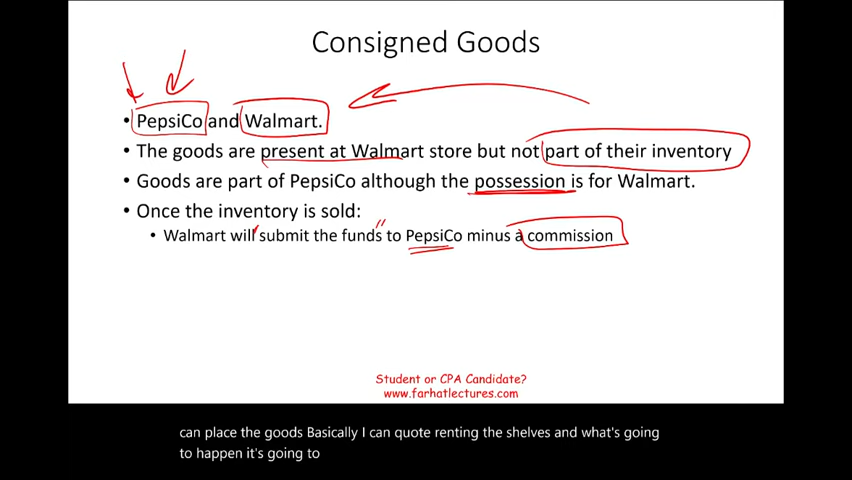 Consigned Goods
• PepsiCo and Walmart.
• The goods are present at Walmart store but not part of their inventory
• Goods are part of PepsiCo although the possession is for Walmart.
• Once the inventory is sold:
• Walmart will submit the funds to PepsiCo minus a commission
Student or CPA Candidate?
www.farhatlectures.com
can place the goods Basically I can quote renting the shelves and what's going
to happen it's going to